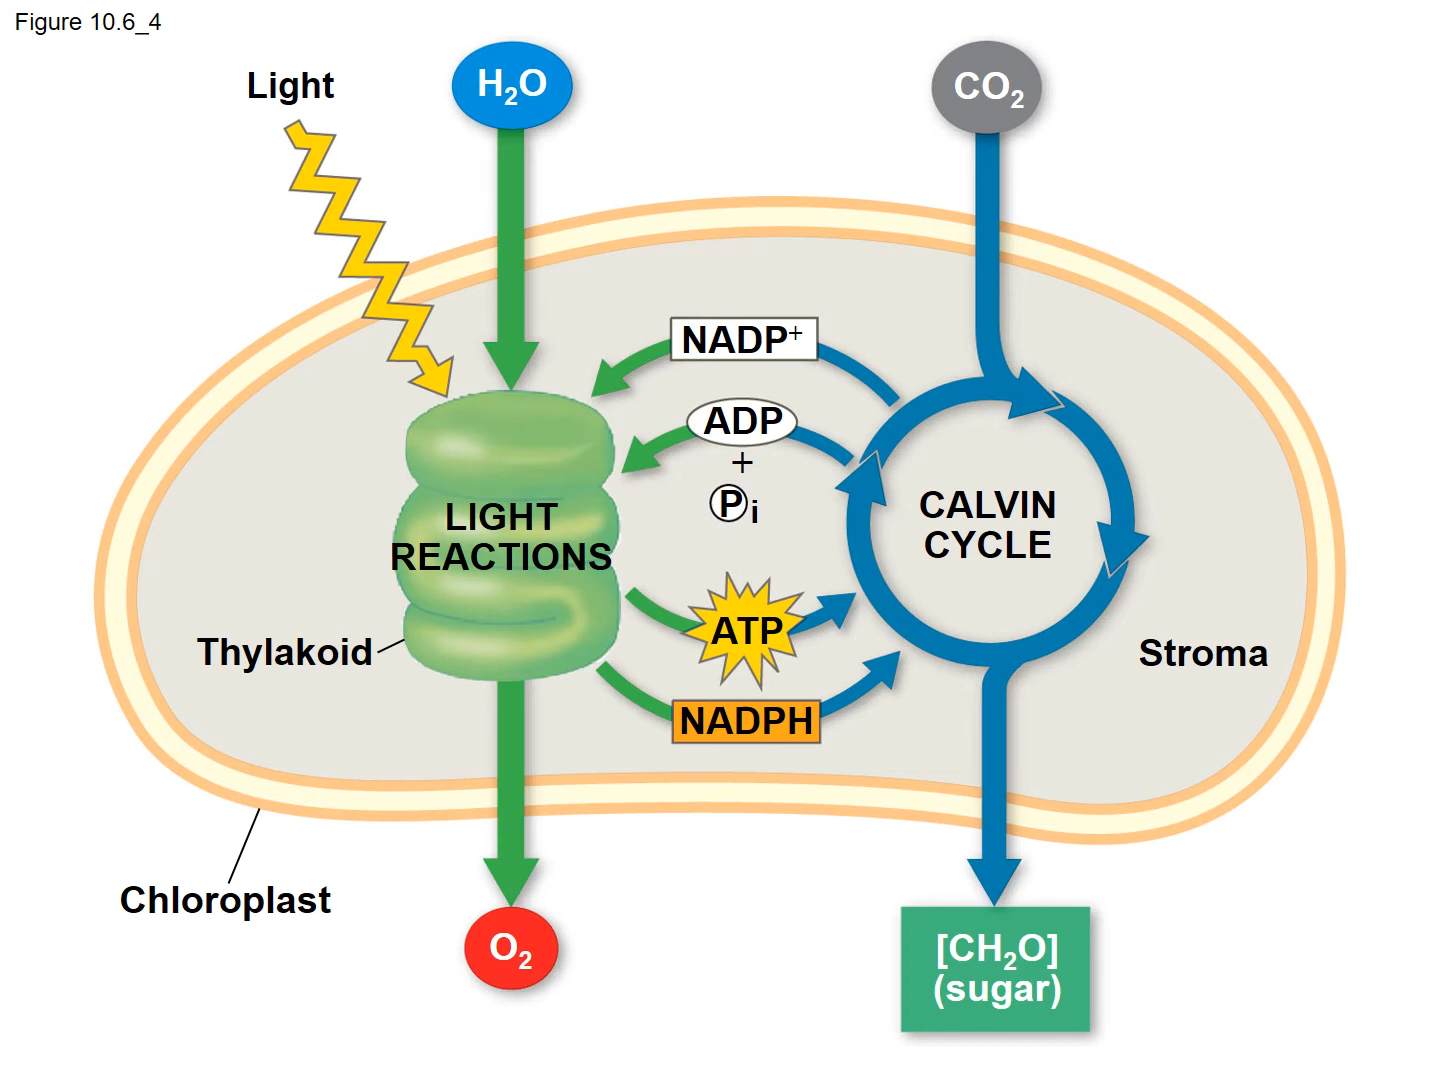 Figure 10.6_4
Light
H₂O
CO₂
NADP⁺
ADP
+
Pᵢ
LIGHT
REACTIONS
CALVIN
CYCLE
ATP
Thylakoid
Stroma
NADPH
Chloroplast
O₂
[CH₂O]
(sugar)